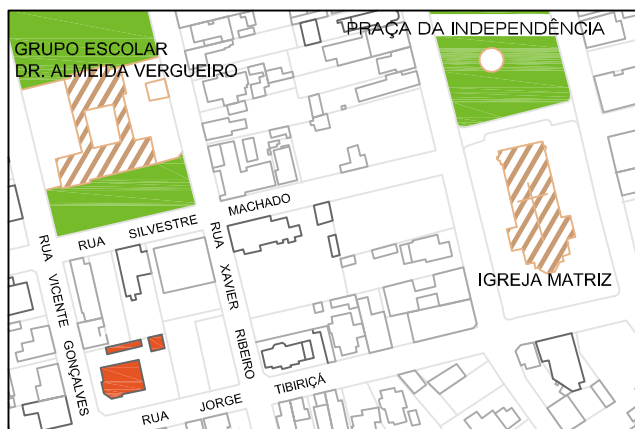 PRAÇA DA INDEPENDÊNCIA
GRUPO ESCOLAR
DR. ALMEIDA VERGUEIRO
RUA SILVESTRE MACHADO
RUA VICENTE GONÇALVES
RUA XAVIER RIBEIRO
IGREJA MATRIZ
RUA JORGE TIBIRIÇÁ